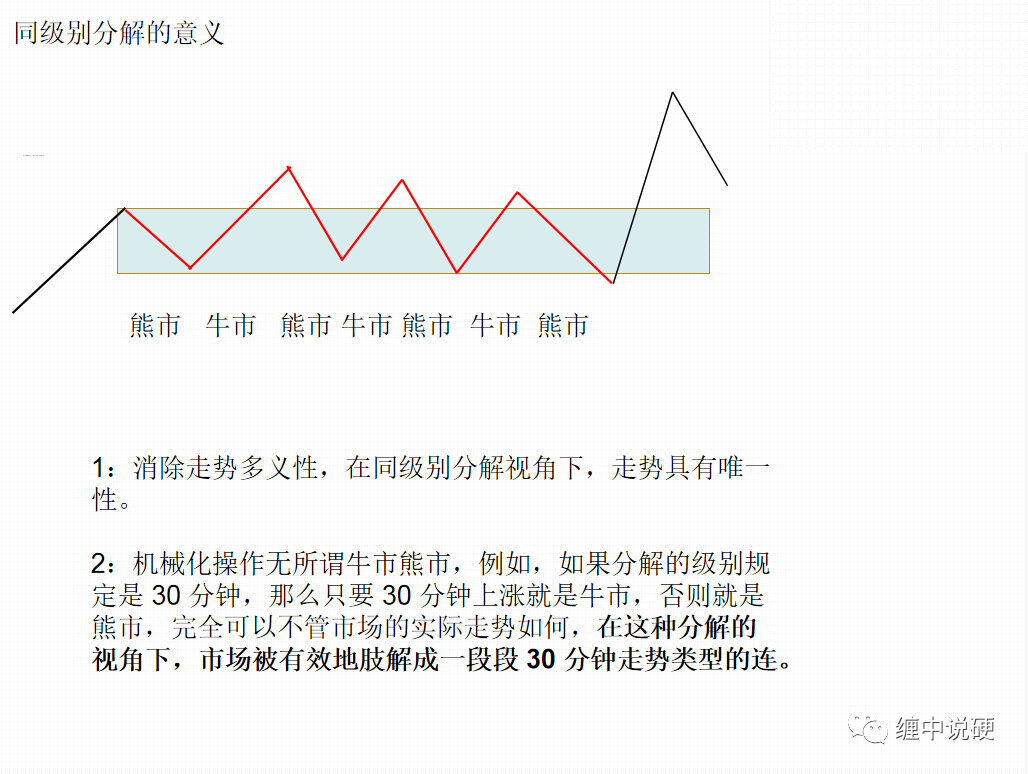 同级别分解的意义
熊市 牛市 熊市 牛市 熊市 牛市 熊市
1：消除走势多义性，在同级别分解视角下，走势具有唯一
性。
2：机械化操作无所谓牛市熊市，例如，如果分解的级别规
定是 30 分钟，那么只要 30 分钟上涨就是牛市，否则就是
熊市，完全可以不管市场的实际走势如何，在这种分解的
视角下，市场被有效地肢解成一段段 30 分钟走势类型的连。
缠中说硬